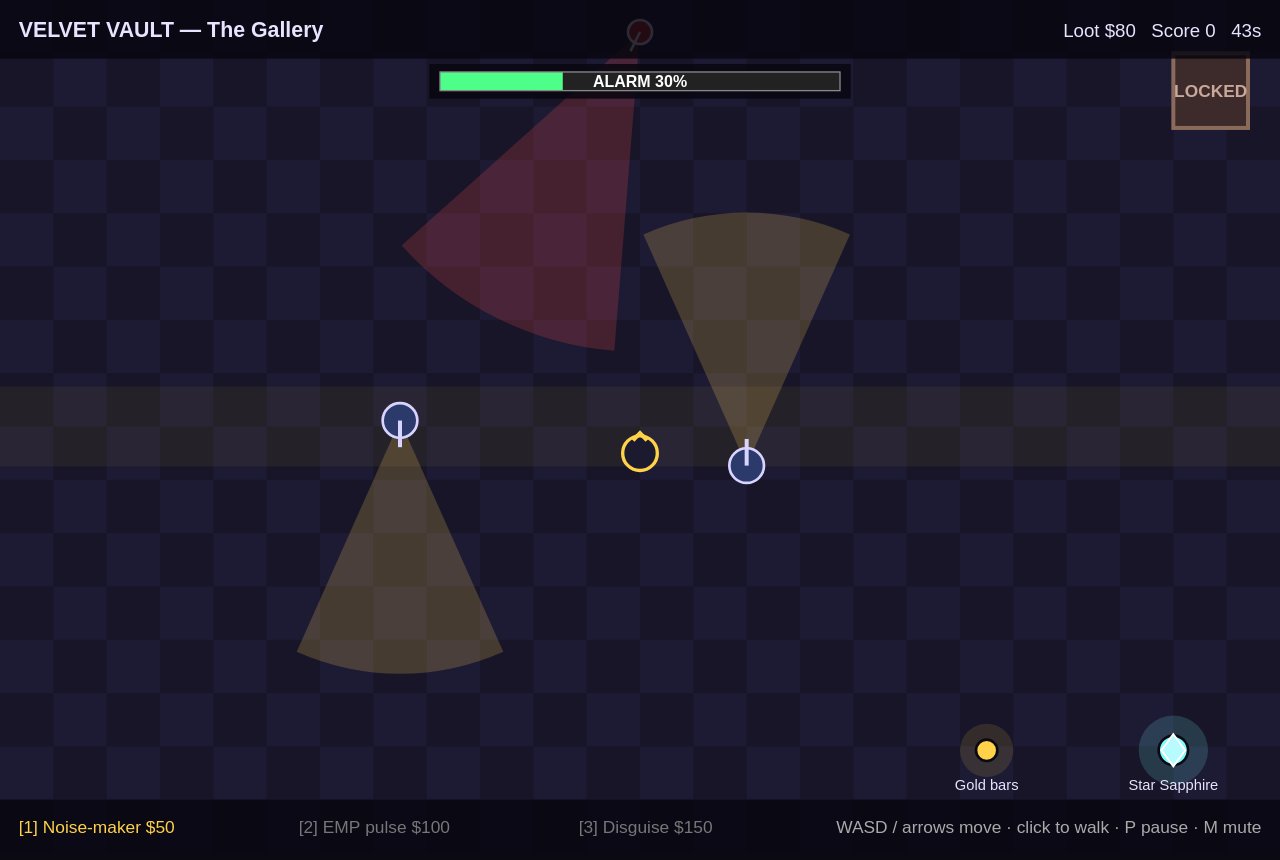 VELVET VAULT — The Gallery
Loot $80 Score 0 43s
ALARM 30%
LOCKED
Gold bars
Star Sapphire
[1] Noise-maker $50
[2] EMP pulse $100
[3] Disguise $150
WASD / arrows move · click to walk · P pause · M mute